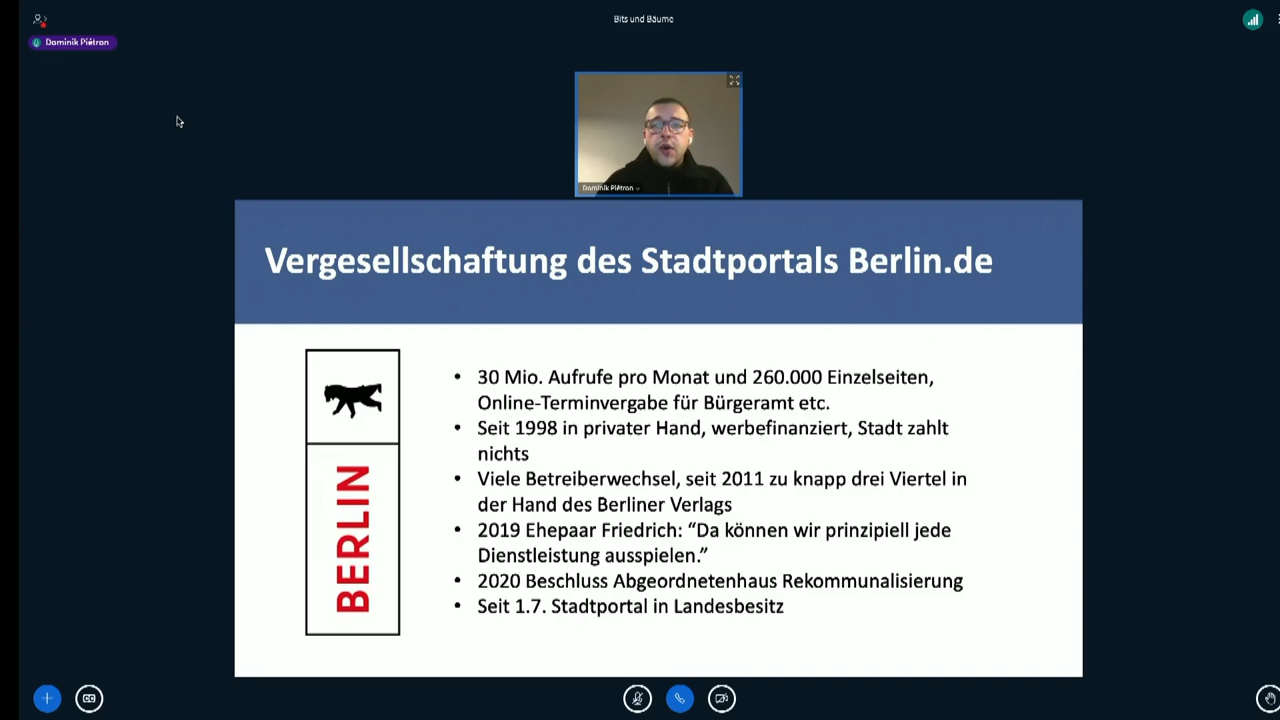 Bits und Bäume
Dominik Piétron
Dominik Piétron
Vergesellschaftung des Stadtportals Berlin.de
BERLIN
• 30 Mio. Aufrufe pro Monat und 260.000 Einzelseiten,
Online-Terminvergabe für Bürgeramt etc.
• Seit 1998 in privater Hand, werbefinanziert, Stadt zahlt
nichts
• Viele Betreiberwechsel, seit 2011 zu knapp drei Viertel in
der Hand des Berliner Verlags
• 2019 Ehepaar Friedrich: “Da können wir prinzipiell jede
Dienstleistung ausspielen.”
• 2020 Beschluss Abgeordnetenhaus Rekommunalisierung
• Seit 1.7. Stadtportal in Landesbesitz